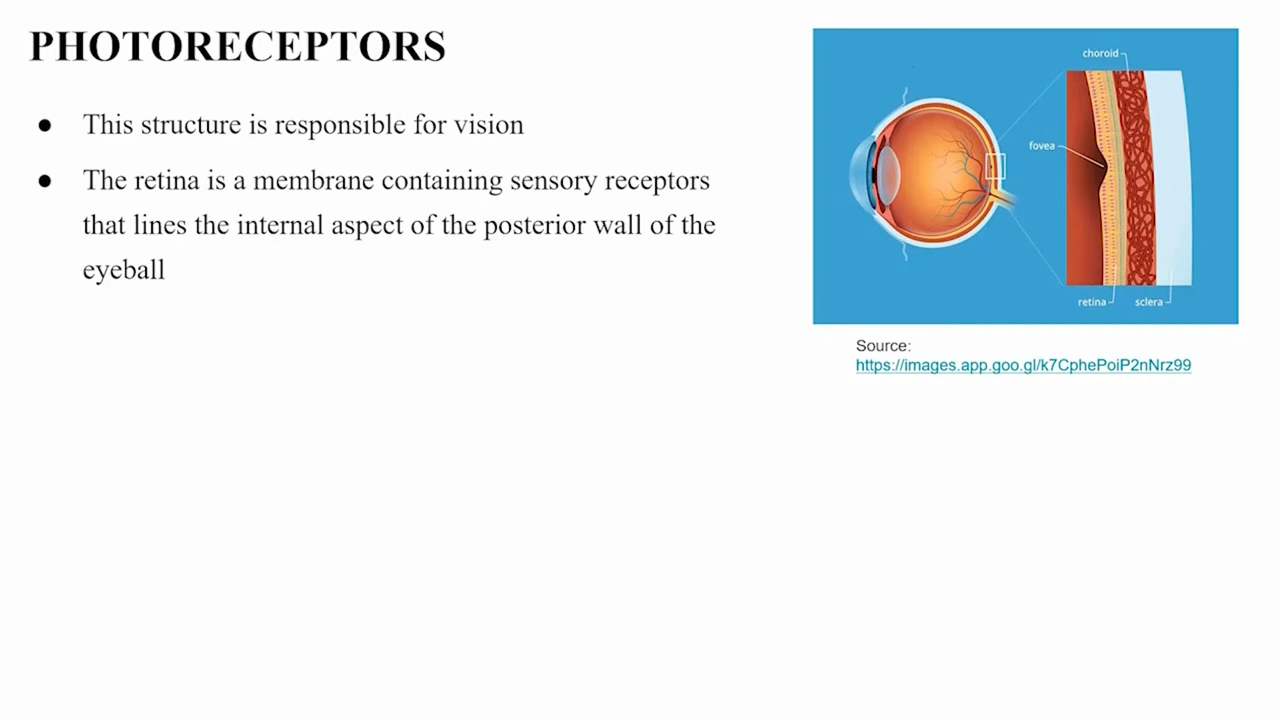 PHOTORECEPTORS
● This structure is responsible for vision
● The retina is a membrane containing sensory receptors
that lines the internal aspect of the posterior wall of the
eyeball
choroid
fovea
retina
sclera
Source:
https://images.app.goo.gl/k7CphePoiP2nNrz99